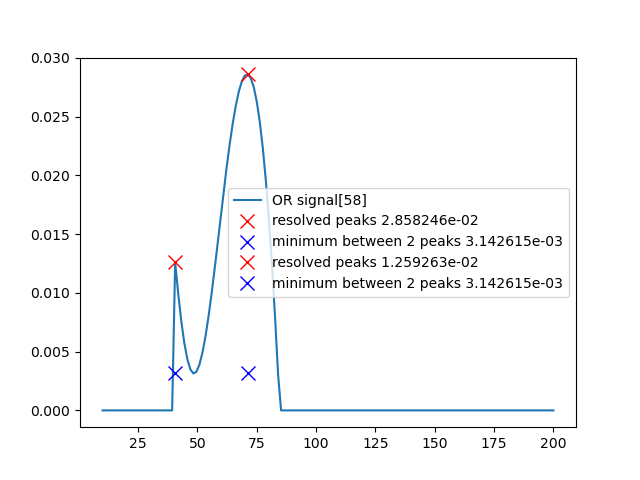 0.030
0.025
0.020
0.015
0.010
0.005
0.000
OR signal[58]
resolved peaks 2.858246e-02
minimum between 2 peaks 3.142615e-03
resolved peaks 1.259263e-02
minimum between 2 peaks 3.142615e-03
25 50 75 100 125 150 175 200